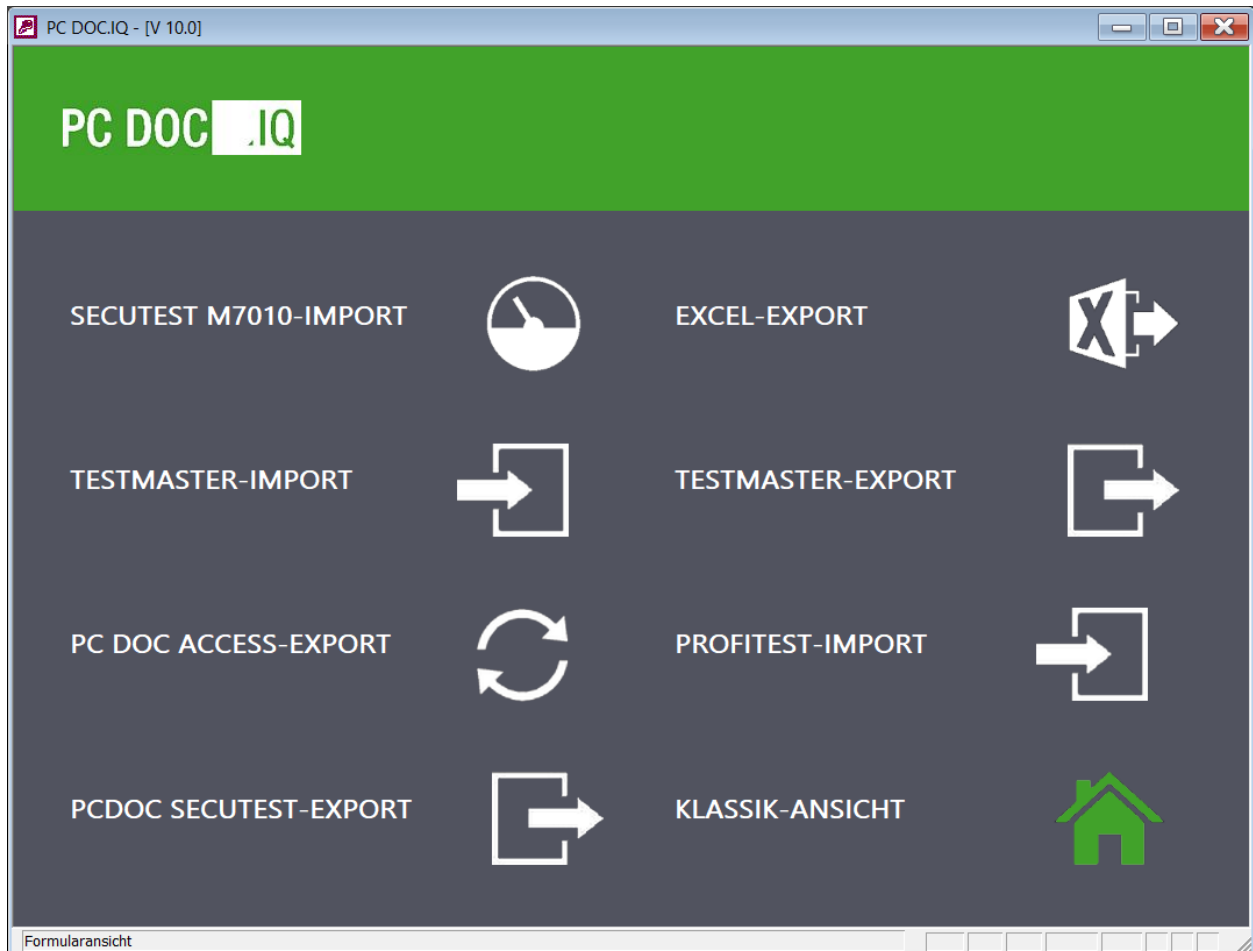 PC DOC.IQ - [V 10.0]
PC DOC .IQ
SECUTEST M7010-IMPORT
EXCEL-EXPORT
TESTMASTER-IMPORT
TESTMASTER-EXPORT
PC DOC ACCESS-EXPORT
PROFITEST-IMPORT
PCDOC SECUTEST-EXPORT
KLASSIK-ANSICHT
Formularansicht